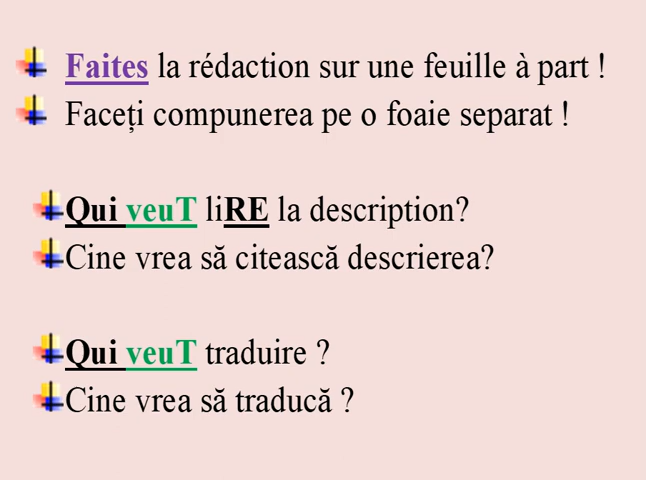 Faites la rédaction sur une feuille à part !
Faceți compunerea pe o foaie separat !
Qui veuT liRE la description?
Cine vrea să citească descrierea?
Qui veuT traduire ?
Cine vrea să traducă ?